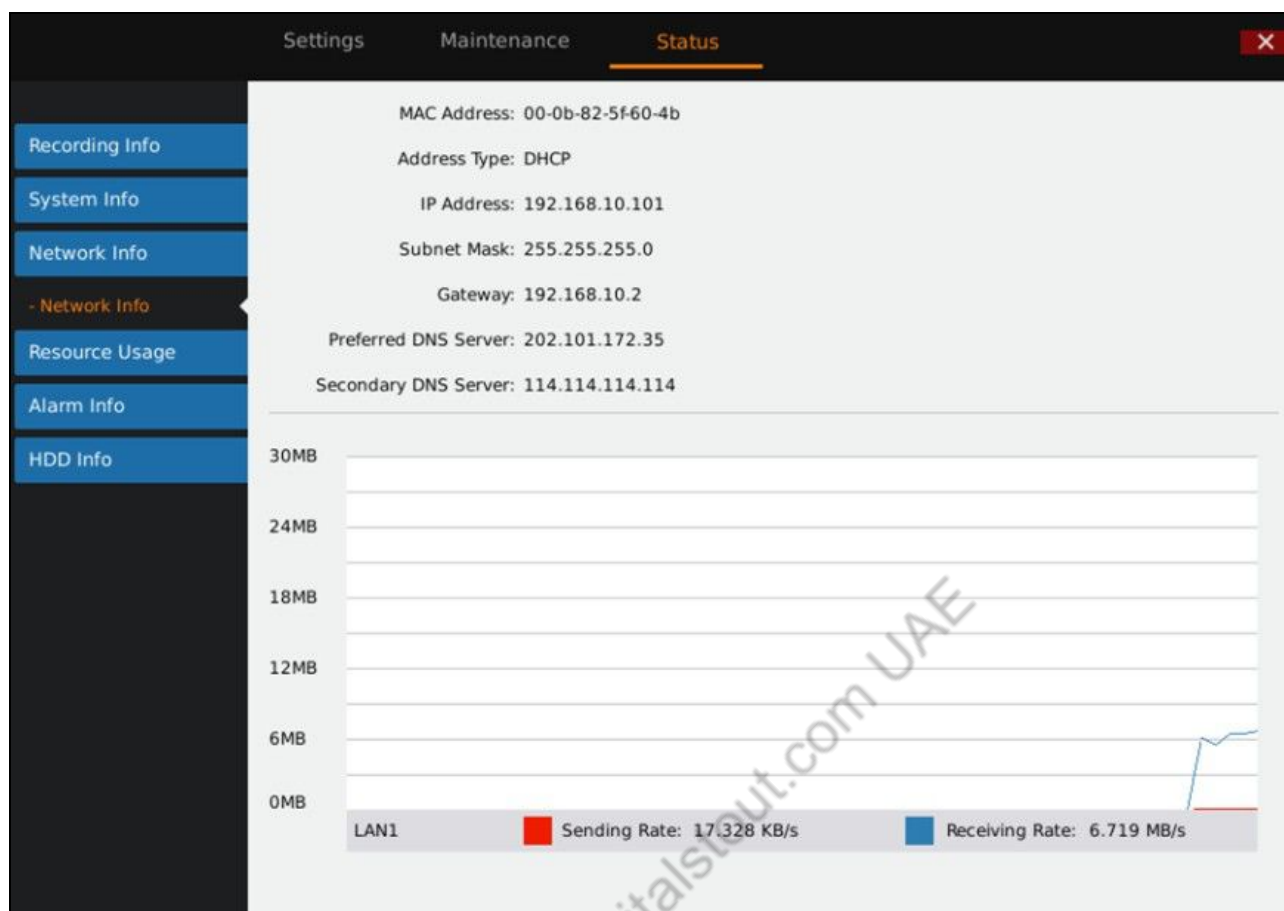 Settings Maintenance Status
Recording Info
System Info
Network Info
- Network Info
Resource Usage
Alarm Info
HDD Info
MAC Address: 00-0b-82-5f-60-4b
Address Type: DHCP
IP Address: 192.168.10.101
Subnet Mask: 255.255.255.0
Gateway: 192.168.10.2
Preferred DNS Server: 202.101.172.35
Secondary DNS Server: 114.114.114.114
30MB
24MB
18MB
12MB
6MB
0MB
LAN1 Sending Rate: 17.328 KB/s Receiving Rate: 6.719 MB/s
italstout.com UAE